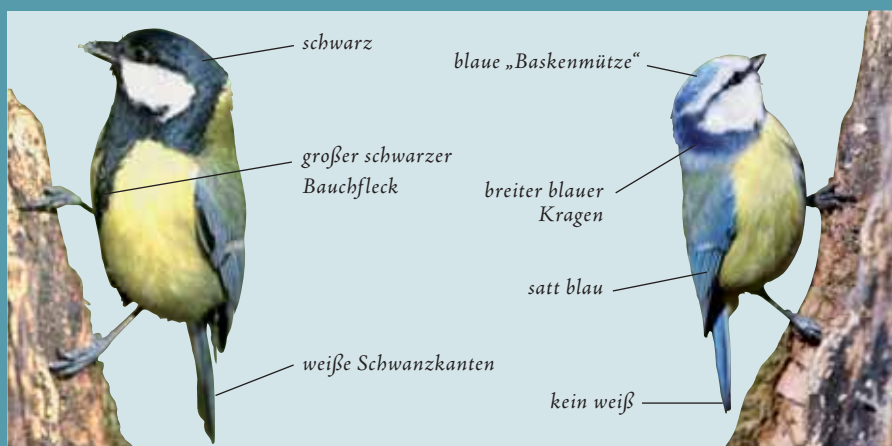 schwarz
großer schwarzer
Bauchfleck
weiße Schwanzkanten
blaue „Baskenmütze“
breiter blauer
Kragen
satt blau
kein weiß